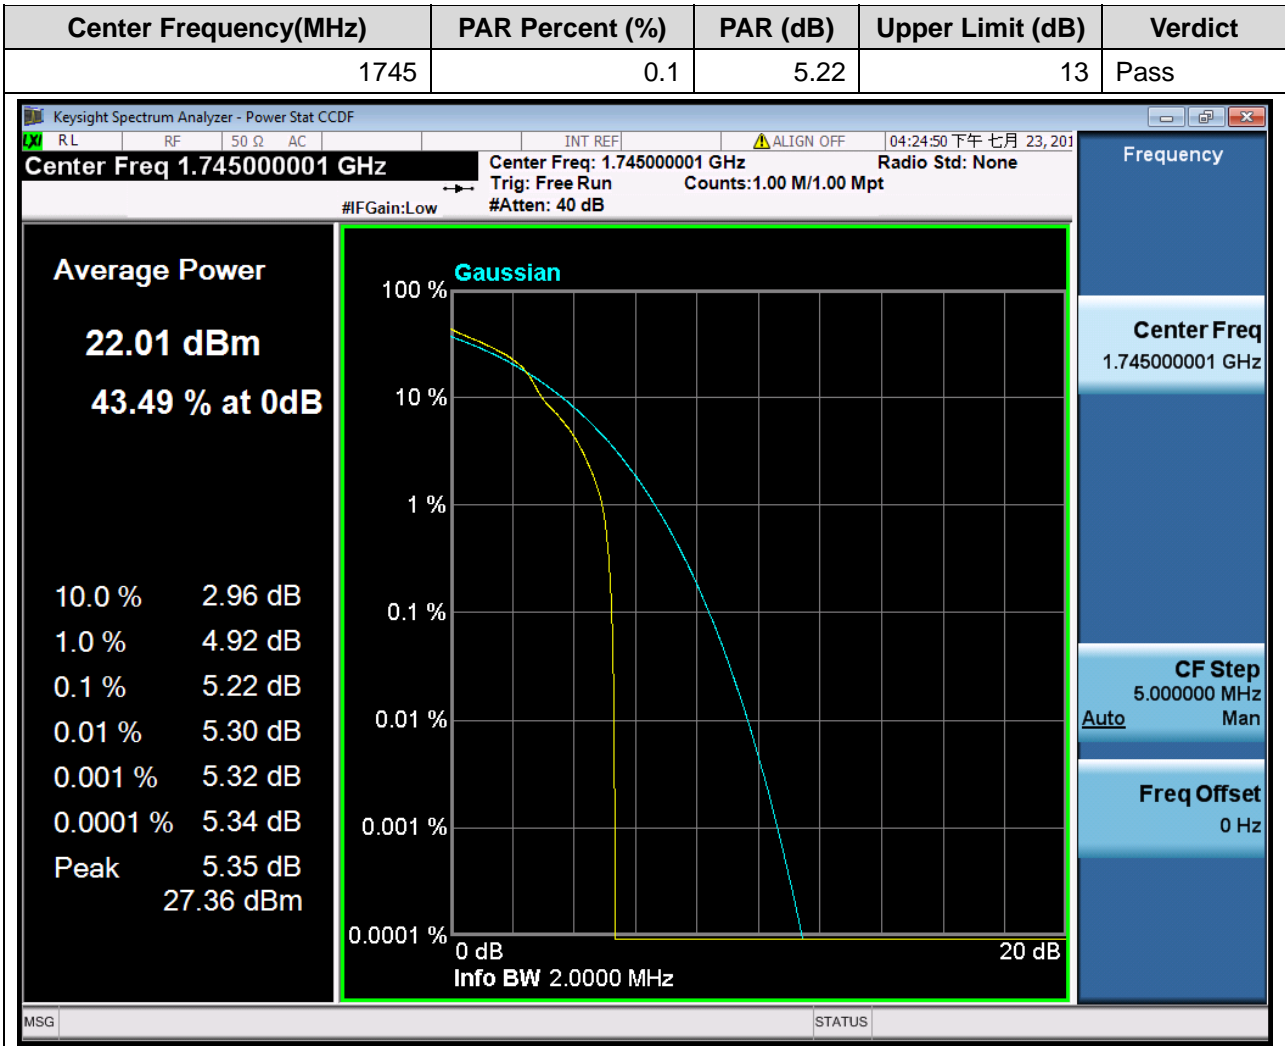 Center Frequency(MHz) PAR Percent (%) PAR (dB) Upper Limit (dB) Verdict
1745 0.1 5.22 13 Pass
Keysight Spectrum Analyzer - Power Stat CCDF
LXI RL RF 50 Ω AC INT REF ALIGN OFF 04:24:50 下午 七月 23, 201
Center Freq 1.745000001 GHz
Center Freq: 1.745000001 GHz Radio Std: None
Trig: Free Run Counts:1.00 M/1.00 Mpt
#IFGain:Low #Atten: 40 dB
Average Power
22.01 dBm
43.49 % at 0dB
10.0 % 2.96 dB
1.0 % 4.92 dB
0.1 % 5.22 dB
0.01 % 5.30 dB
0.001 % 5.32 dB
0.0001 % 5.34 dB
Peak 5.35 dB
27.36 dBm
Gaussian
100 %
10 %
1 %
0.1 %
0.01 %
0.001 %
0.0001 %
0 dB 20 dB
Info BW 2.0000 MHz
Frequency
Center Freq
1.745000001 GHz
CF Step
5.000000 MHz
Auto Man
Freq Offset
0 Hz
MSG STATUS